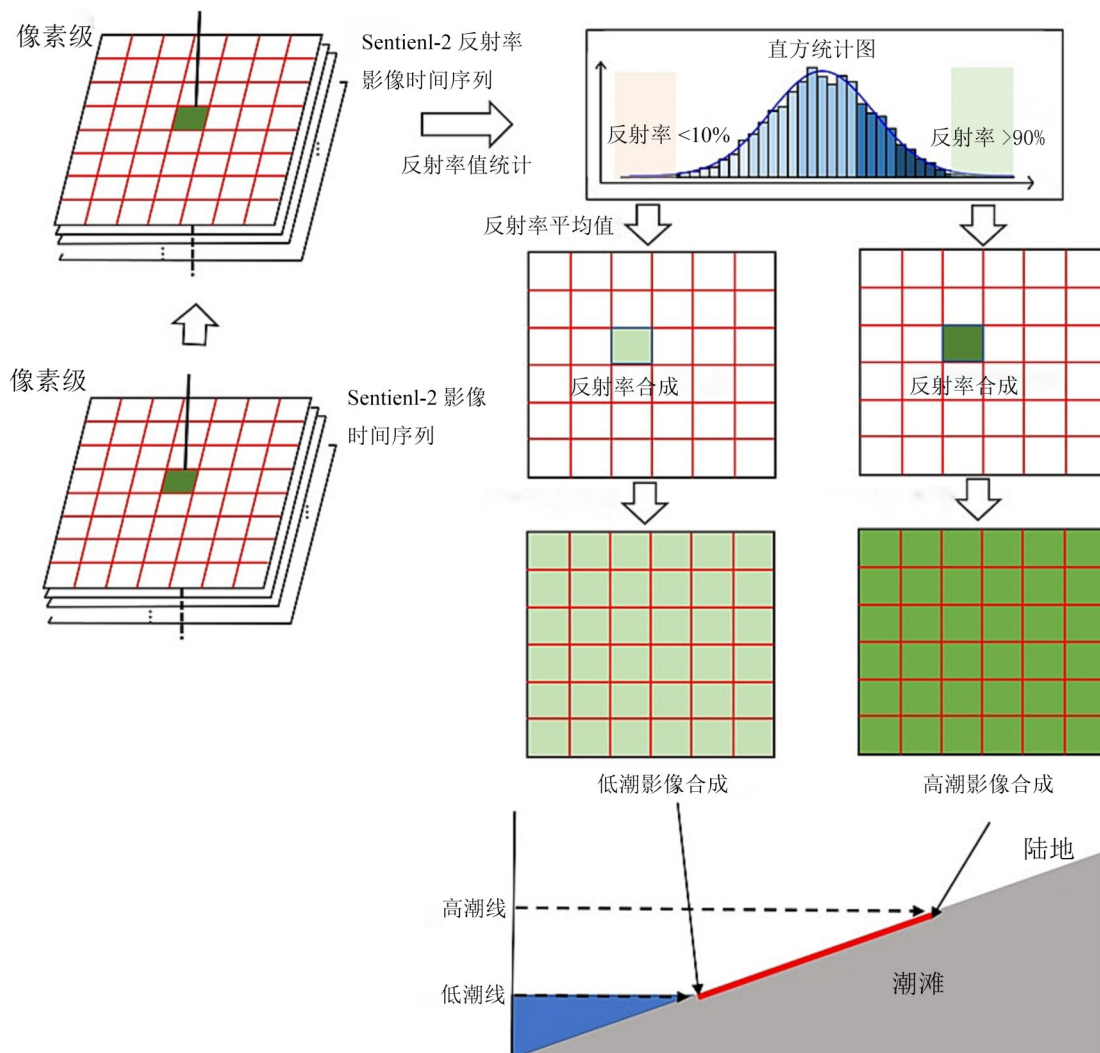 像素级
Sentienl-2 反射率
影像时间序列
反射率值统计
直方统计图
反射率 <10%
反射率 >90%
反射率平均值
反射率合成
反射率合成
像素级
Sentienl-2 影像
时间序列
低潮影像合成
高潮影像合成
陆地
高潮线
潮滩
低潮线